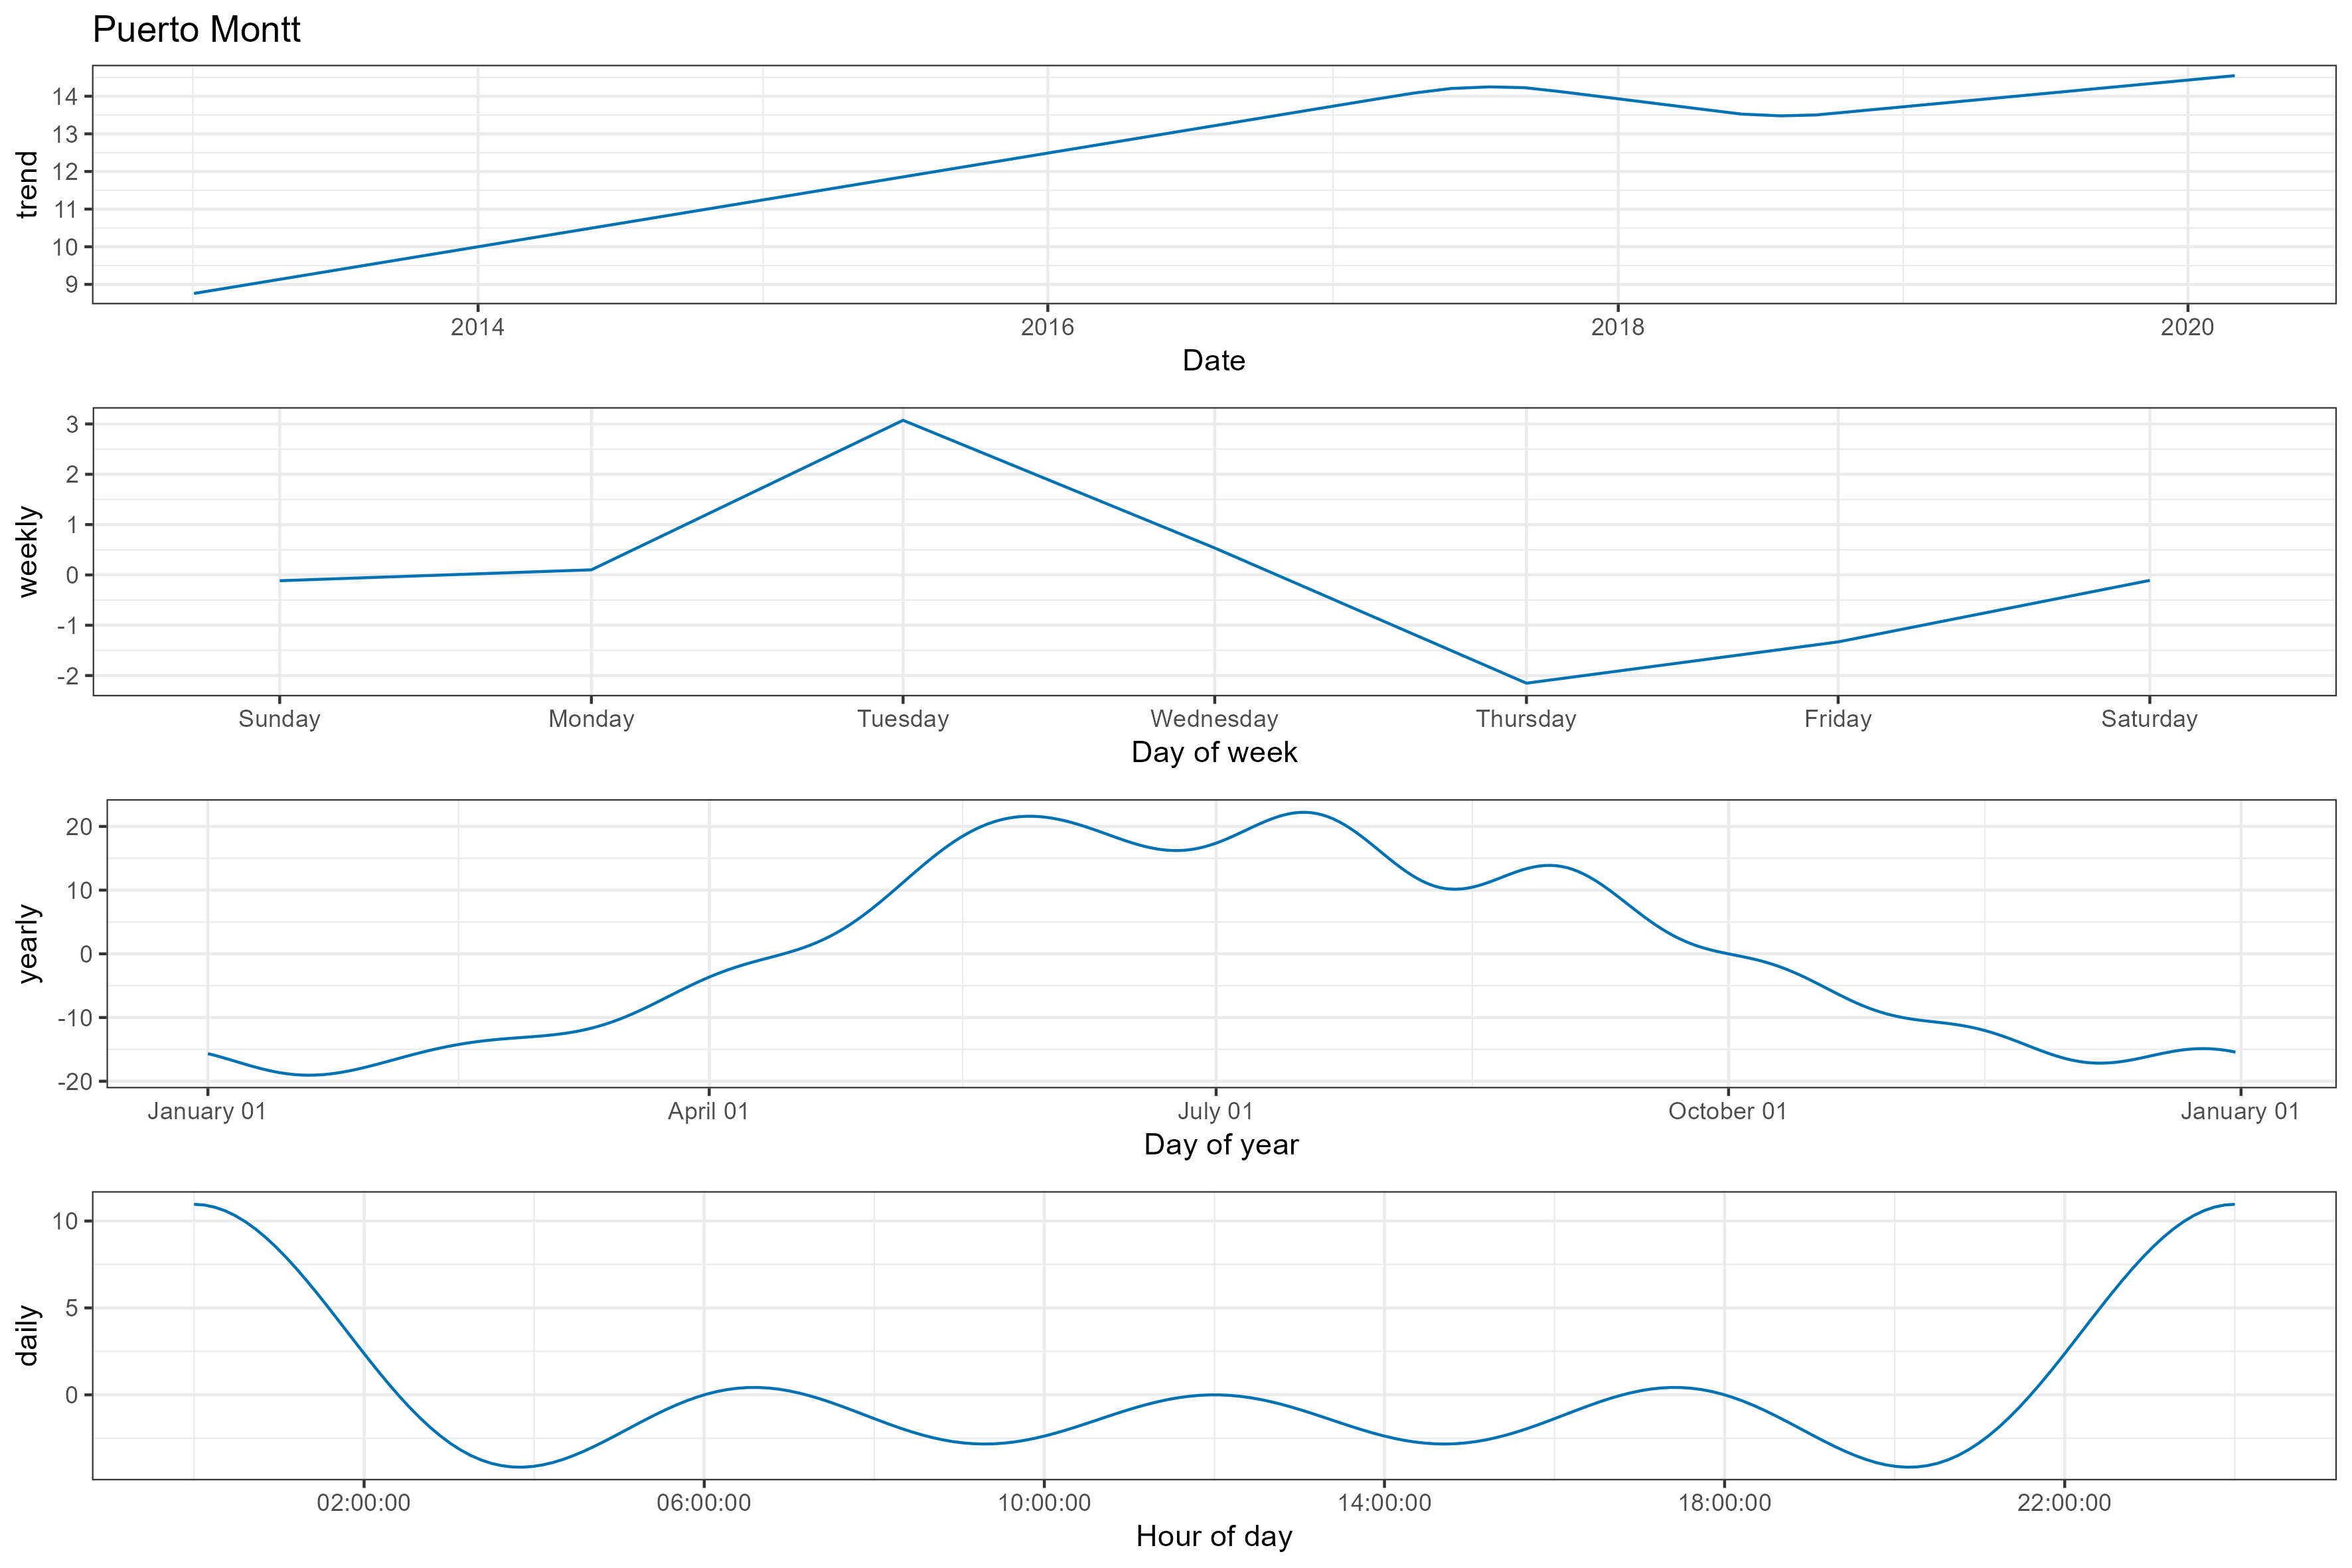 Puerto Montt
trend
14
13
12
11
10
9
2014 2016 2018 2020
Date
weekly
3
2
1
0
-1
-2
Sunday Monday Tuesday Wednesday Thursday Friday Saturday
Day of week
yearly
20
10
0
-10
-20
January 01 April 01 July 01 October 01 January 01
Day of year
daily
10
5
0
02:00:00 06:00:00 10:00:00 14:00:00 18:00:00 22:00:00
Hour of day